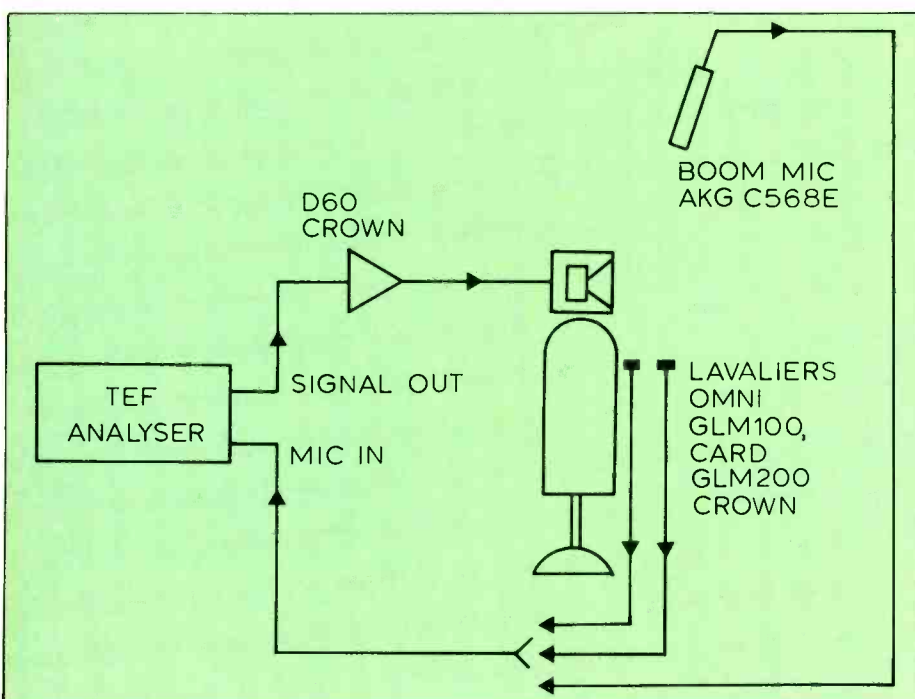 D60
CROWN
BOOM MIC
AKG C568E
TEF
ANALYSER
SIGNAL OUT
MIC IN
LAVALIERS
OMNI
GLM100,
CARD
GLM200
CROWN